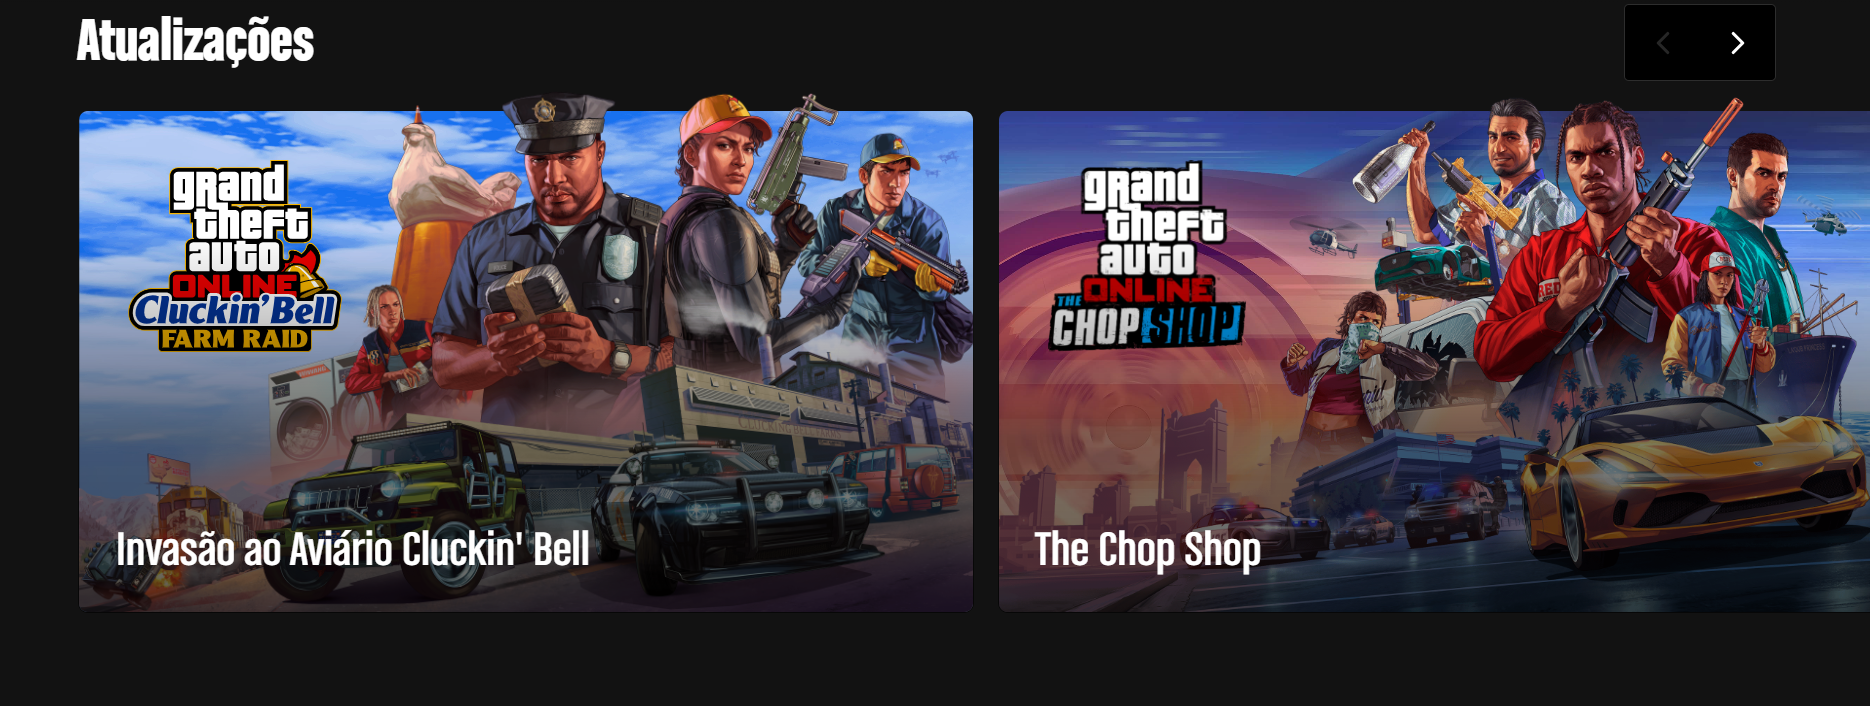 Atualizações
grand
theft
auto
ONLINE
Cluckin' Bell
FARM RAID
Invasão ao Aviário Cluckin' Bell
grand
theft
auto
ONLINE
THE
CHOP SHOP
RED
The Chop Shop